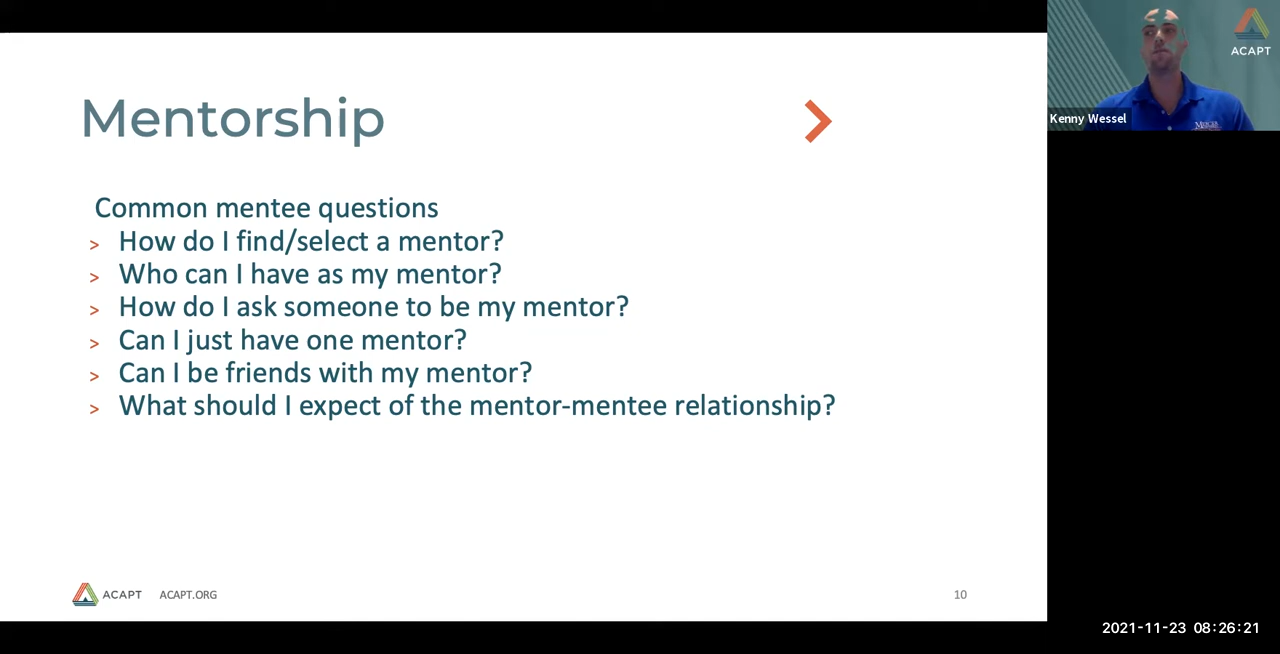 Mentorship
Common mentee questions
> How do I find/select a mentor?
> Who can I have as my mentor?
> How do I ask someone to be my mentor?
> Can I just have one mentor?
> Can I be friends with my mentor?
> What should I expect of the mentor-mentee relationship?
ACAPT ACAPT.ORG
10
ACAPT
Kenny Wessel
2021-11-23 08:26:21